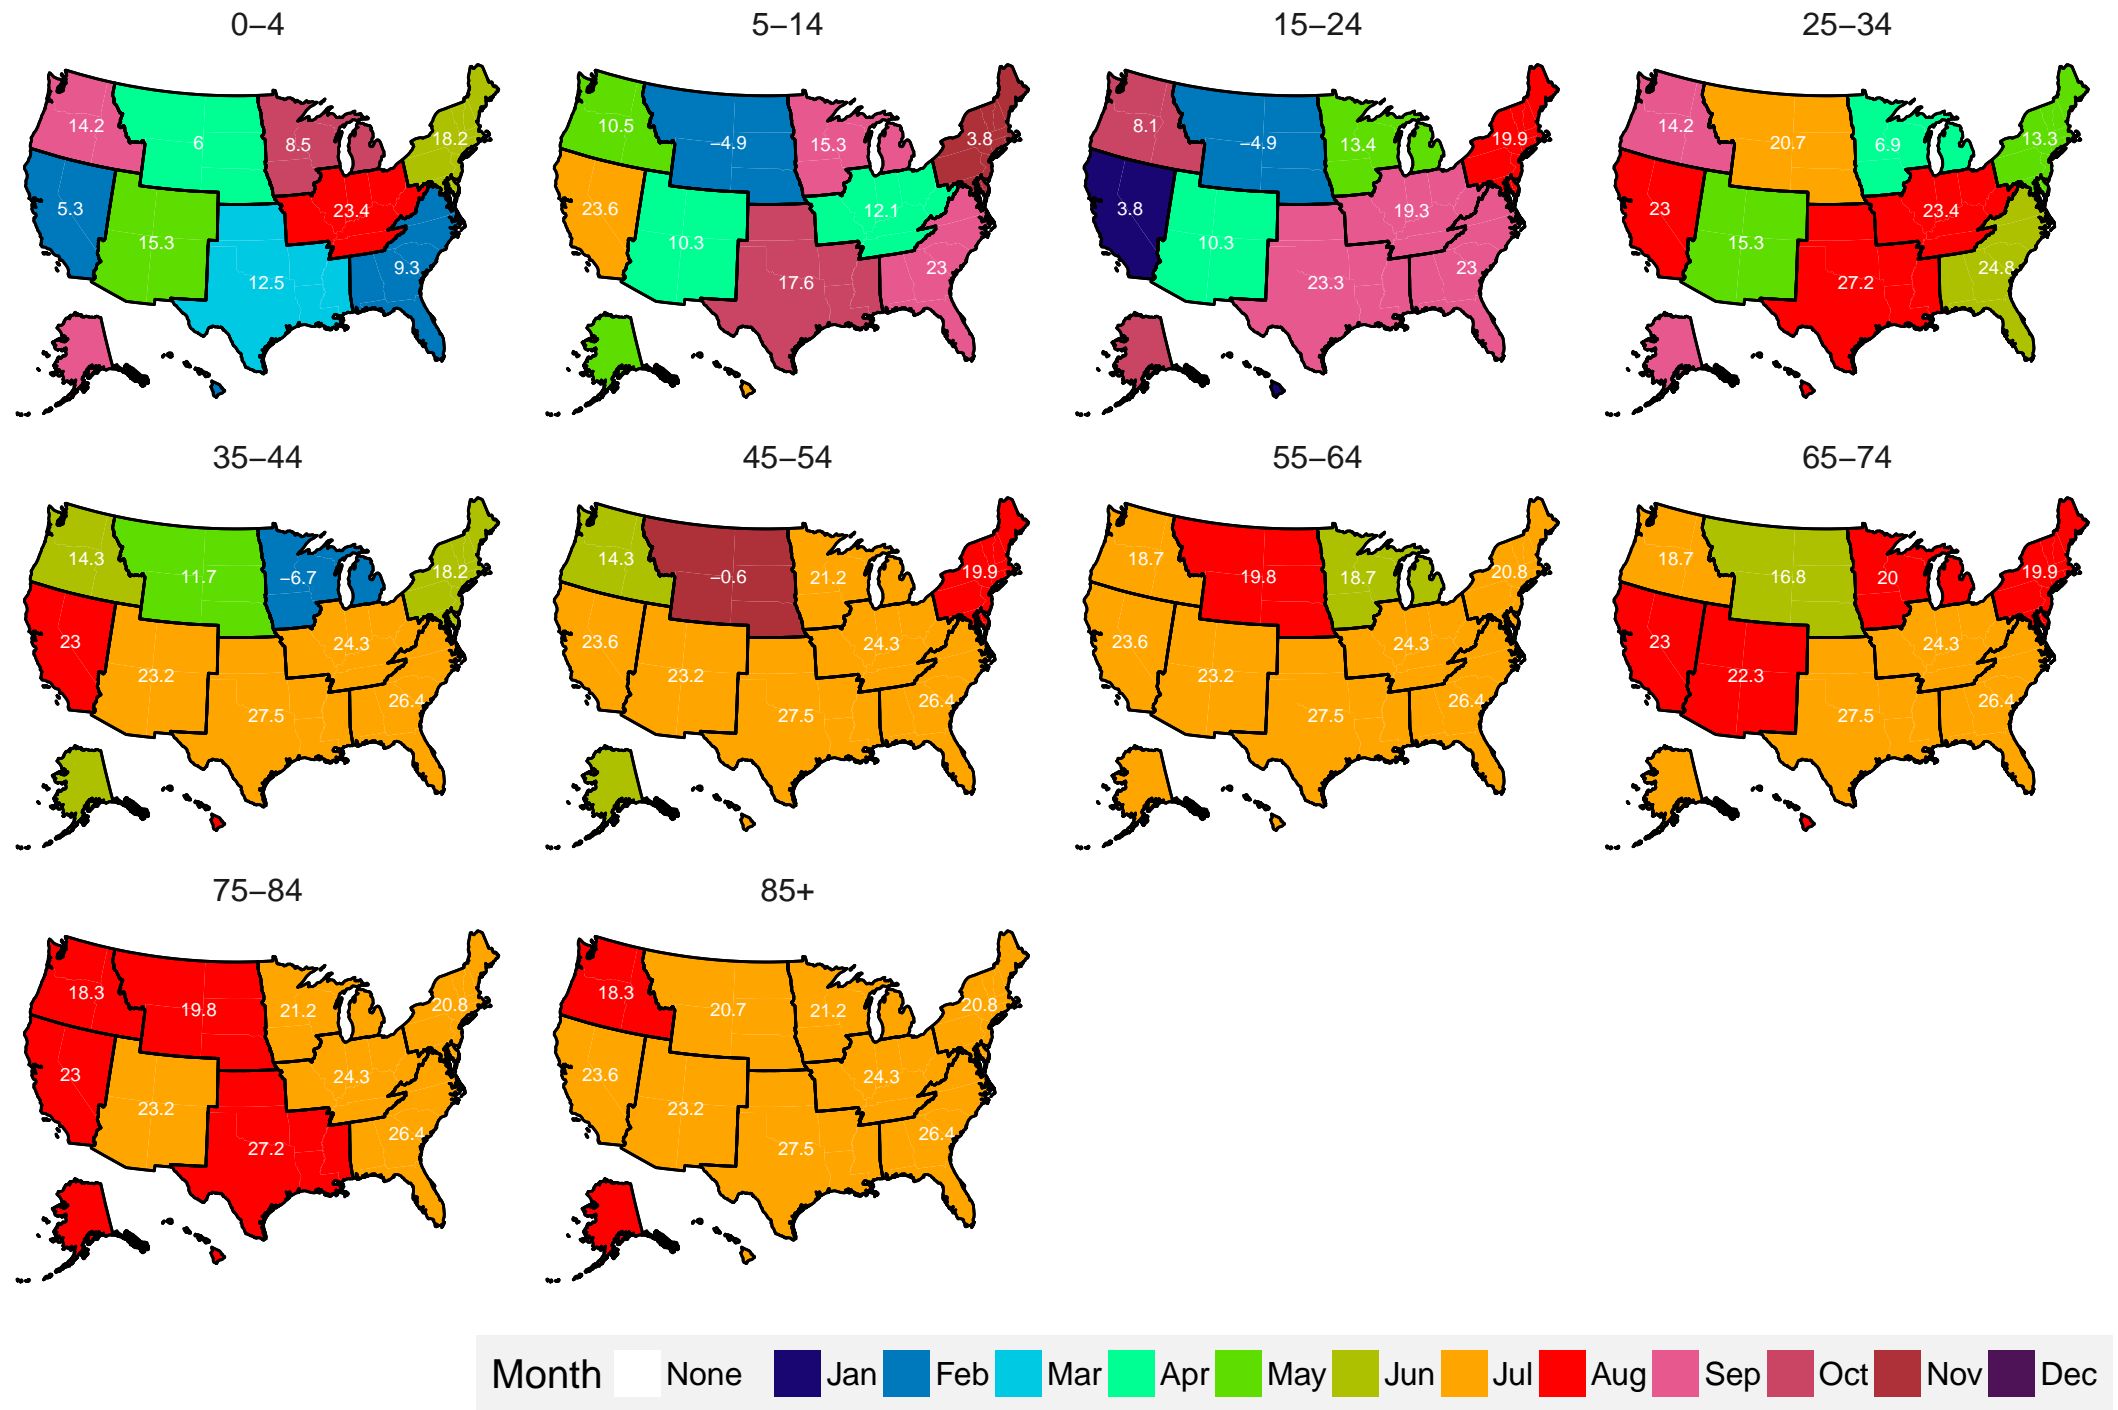 0–4 5–14 15–24 25–34
14.2 6 8.5 18.2 10.5 −4.9 15.3 3.8 8.1 −4.9 13.4 19.9 14.2 20.7 6.9 13.3
5.3 15.3 23.4 23.6 10.3 12.1 3.8 10.3 19.3 23 15.3 23.4
12.5 9.3 17.6 23 23.3 23 27.2 24.8
35–44 45–54 55–64 65–74
14.3 11.7 −6.7 18.2 14.3 −0.6 21.2 19.9 18.7 19.8 18.7 20.8 18.7 16.8 20 19.9
23 23.2 24.3 23.6 23.2 24.3 23.6 23.2 24.3 23 22.3 24.3
27.5 26.4 27.5 26.4 27.5 26.4 27.5 26.4
75–84 85+
18.3 19.8 21.2 20.8 18.3 20.7 21.2 20.8
23 23.2 24.3 23.6 23.2 24.3
27.2 26.4 27.5 26.4
Month None Jan Feb Mar Apr May Jun Jul Aug Sep Oct Nov Dec